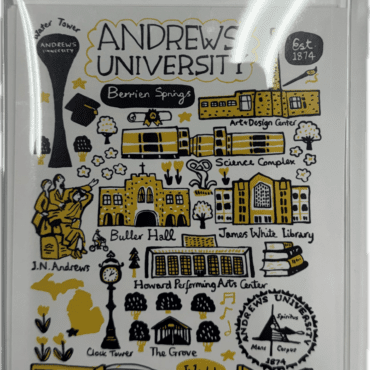 Water Tower
ANDREWS
UNIVERSITY
ANDREWS
UNIVERSITY
Est
1874
Berrien Springs
Art+Design Center
Science Complex
Buller Hall
James White Library
J.N. Andrews
Howard Performing Arts Center
ANDREWS UNIVERSITY
Spiritus
Mens
Corpus
1874
Clock Tower
The Grove